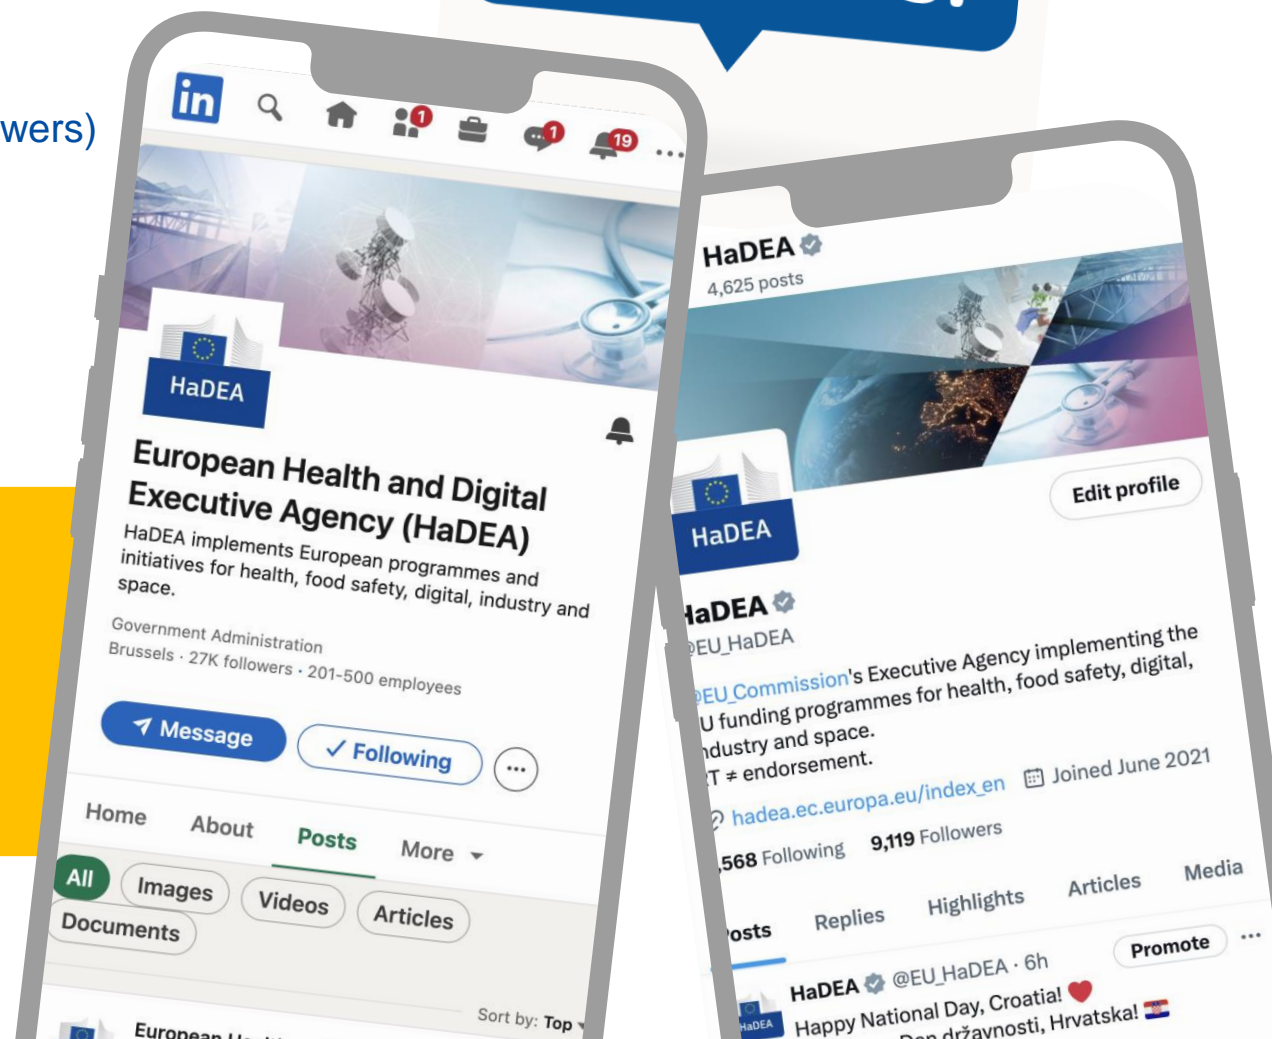 wers)
in
1
1
19
HaDEA
European Health and Digital
Executive Agency (HaDEA)
HaDEA implements European programmes and
initiatives for health, food safety, digital, industry and
space.
Government Administration
Brussels · 27K followers · 201-500 employees
Message
Following
Home About Posts More
All Images Videos Articles
Documents
Sort by: Top
European
HaDEA
4,625 posts
HaDEA
Edit profile
HaDEA
@EU_HaDEA
@EU_Commission's Executive Agency implementing the
U funding programmes for health, food safety, digital,
ndustry and space.
T ≠ endorsement.
hadea.ec.europa.eu/index_en Joined June 2021
,568 Following 9,119 Followers
osts Replies Highlights Articles Media
HaDEA @EU_HaDEA · 6h
Promote
HaDEA
Happy National Day, Croatia! ❤️
Dan državnosti, Hrvatska! 🇭🇷